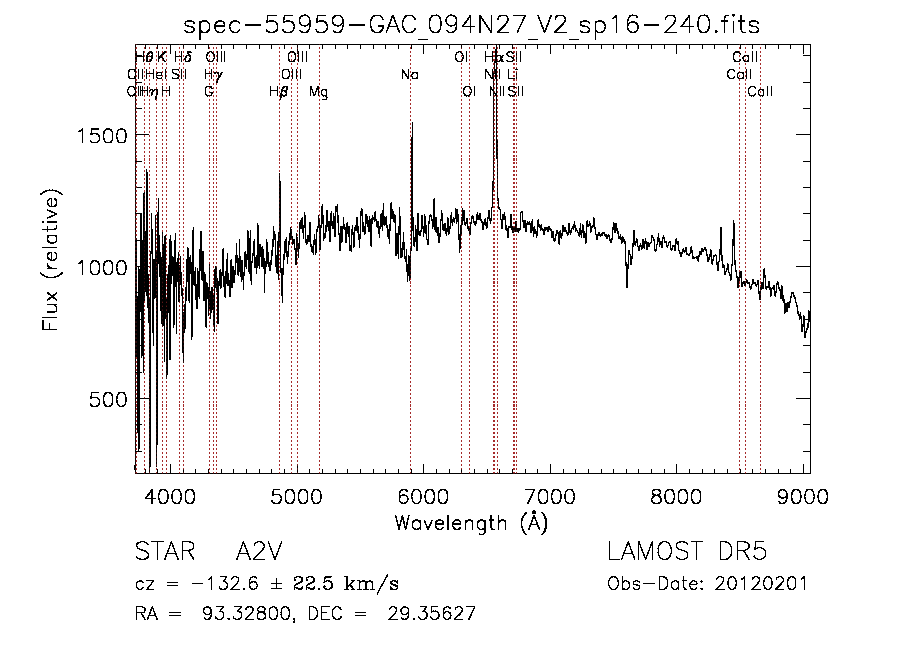 spec-55959-GAC_094N27_V2_sp16-240.fits
Hθ K Hδ OIII OIII OI Hα SII CaII
OII HeI SII Hγ OIII Na NII Li CaII
OII Hη H G Hβ Mg OI NII SII CaII
1500
1000
500
Flux (relative)
4000 5000 6000 7000 8000 9000
Wavelength (Å)
STAR A2V LAMOST DR5
cz = −132.6 ± 22.5 km/s Obs-Date: 20120201
RA = 93.32800, DEC = 29.35627